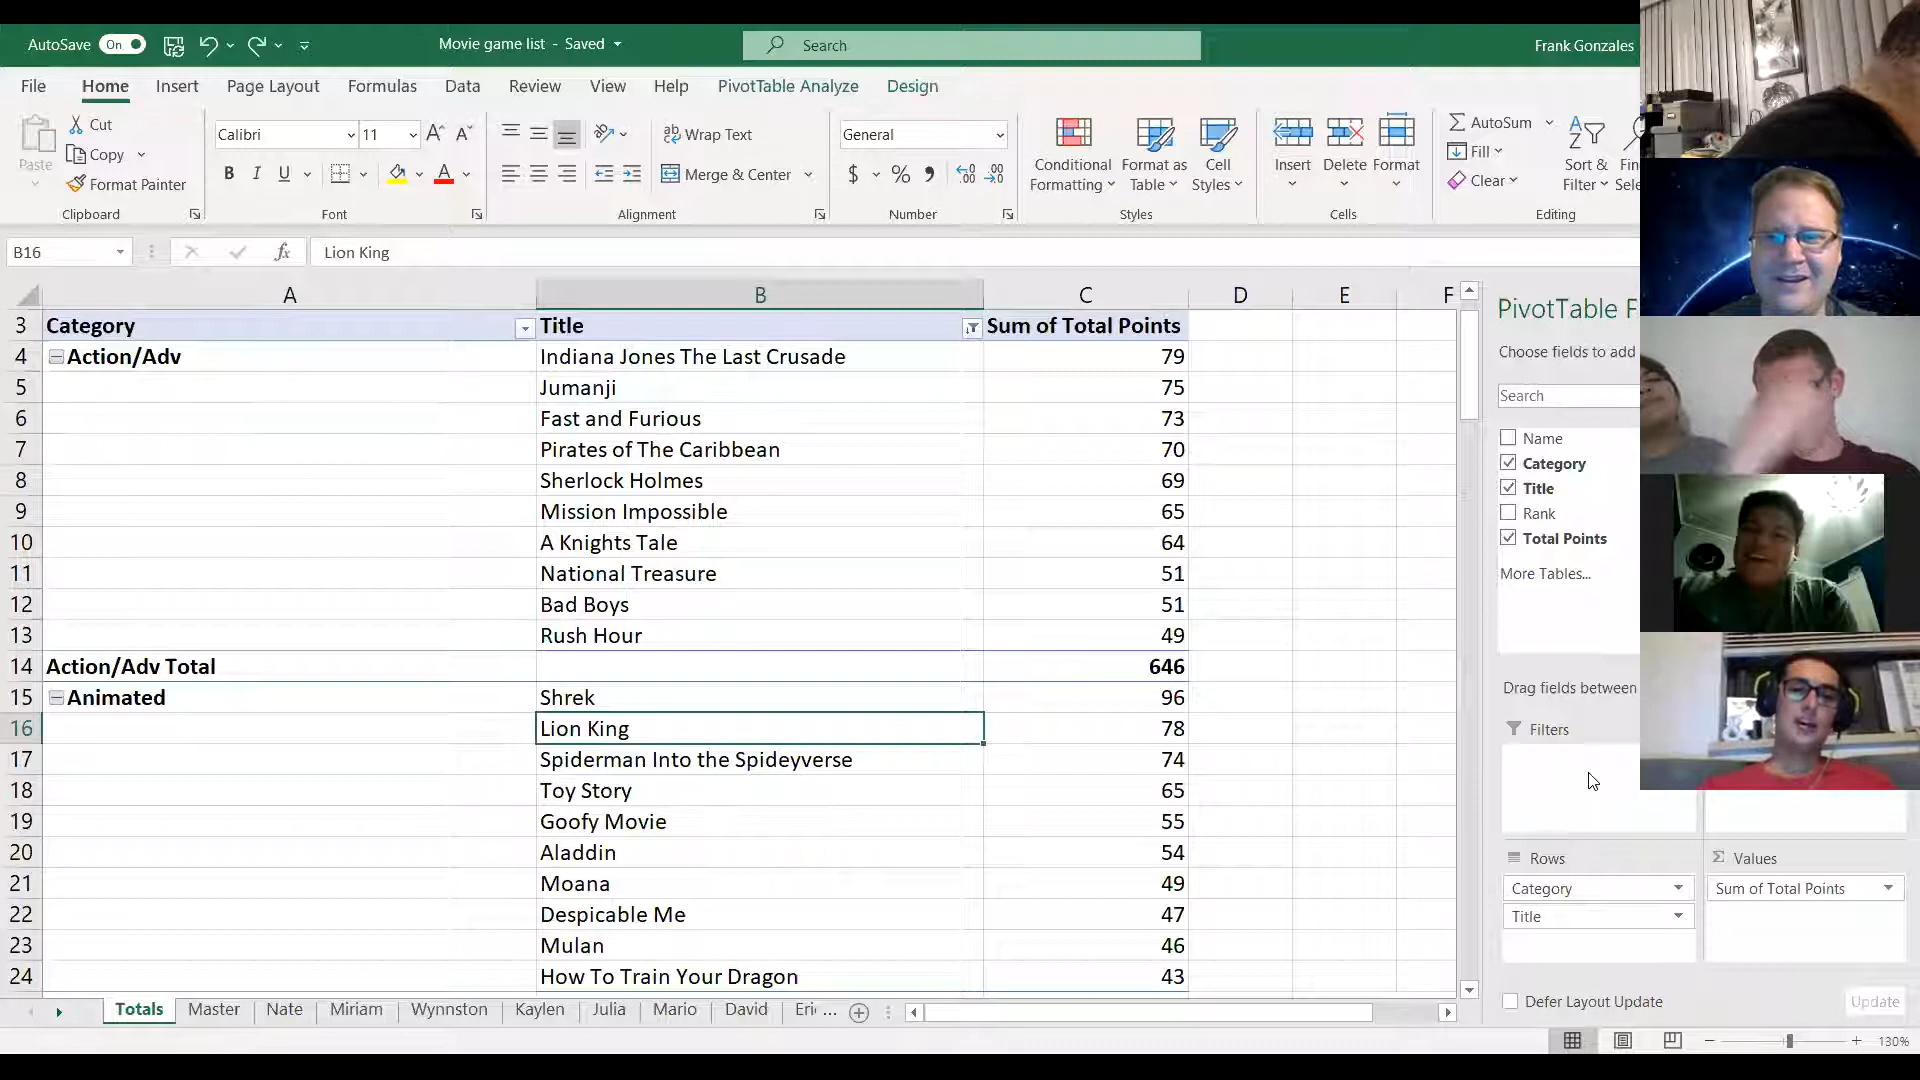 AutoSave On Movie game list - Saved Search Frank Gonzales
File Home Insert Page Layout Formulas Data Review View Help PivotTable Analyze Design
Paste
Cut
Copy
Format Painter
Clipboard
Calibri 11
B I U
Font
Wrap Text
Merge & Center
Alignment
General
$ % ,
Number
Conditional Formatting
Format as Table
Cell Styles
Styles
Insert Delete Format
Cells
AutoSum
Fill
Clear
Sort & Filter
Editing
B16 fx Lion King
A B C D E F
3 Category Title Sum of Total Points
4 Action/Adv Indiana Jones The Last Crusade 79
5 Jumanji 75
6 Fast and Furious 73
7 Pirates of The Caribbean 70
8 Sherlock Holmes 69
9 Mission Impossible 65
10 A Knights Tale 64
11 National Treasure 51
12 Bad Boys 51
13 Rush Hour 49
14 Action/Adv Total 646
15 Animated Shrek 96
16 Lion King 78
17 Spiderman Into the Spideyverse 74
18 Toy Story 65
19 Goofy Movie 55
20 Aladdin 54
21 Moana 49
22 Despicable Me 47
23 Mulan 46
24 How To Train Your Dragon 43
PivotTable F
Choose fields to add
Search
Name
Category
Title
Rank
Total Points
More Tables...
Drag fields between
Filters
Rows
Category
Title
Values
Sum of Total Points
Defer Layout Update Update
Totals Master Nate Miriam Wynnston Kaylen Julia Mario David Eri ...
130%